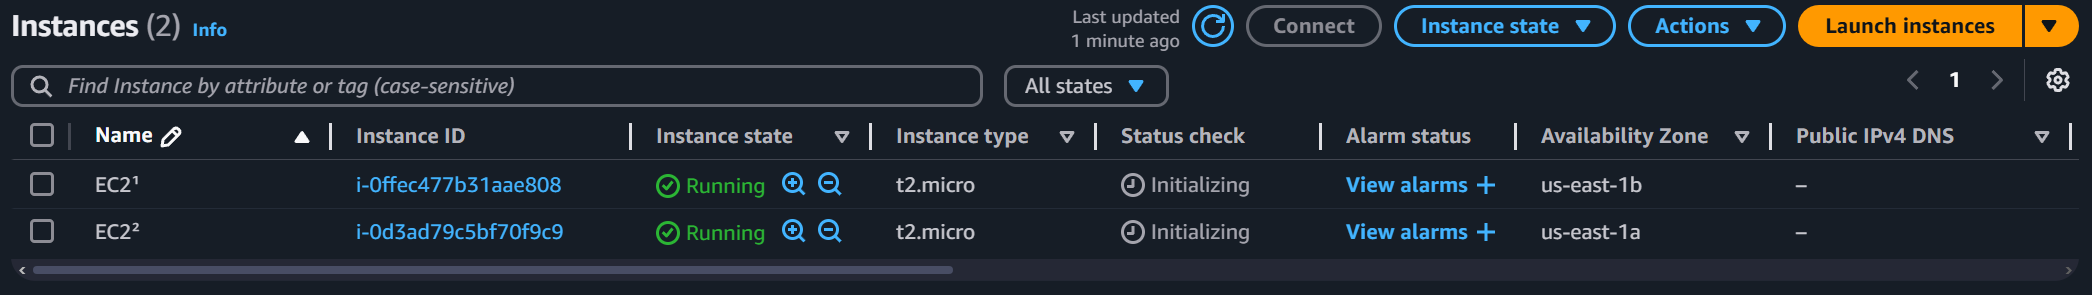 Instances (2) Info
Last updated
1 minute ago
Connect
Instance state
Actions
Launch instances
Find Instance by attribute or tag (case-sensitive)
All states
1
Name Instance ID Instance state Instance type Status check Alarm status Availability Zone Public IPv4 DNS
EC2¹ i-0ffec477b31aae808 Running t2.micro Initializing View alarms + us-east-1b –
EC2² i-0d3ad79c5bf70f9c9 Running t2.micro Initializing View alarms + us-east-1a –